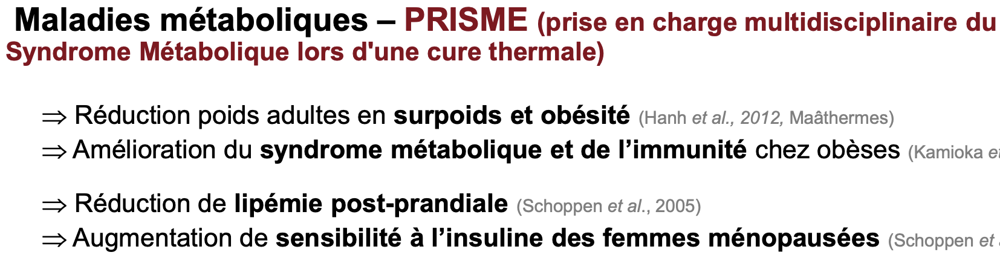 Maladies métaboliques – PRISME (prise en charge multidisciplinaire du
Syndrome Métabolique lors d'une cure thermale)
⇒ Réduction poids adultes en surpoids et obésité (Hanh et al., 2012, Maâthermes)
⇒ Amélioration du syndrome métabolique et de l’immunité chez obèses (Kamioka et
⇒ Réduction de lipémie post-prandiale (Schoppen et al., 2005)
⇒ Augmentation de sensibilité à l’insuline des femmes ménopausées (Schoppen et